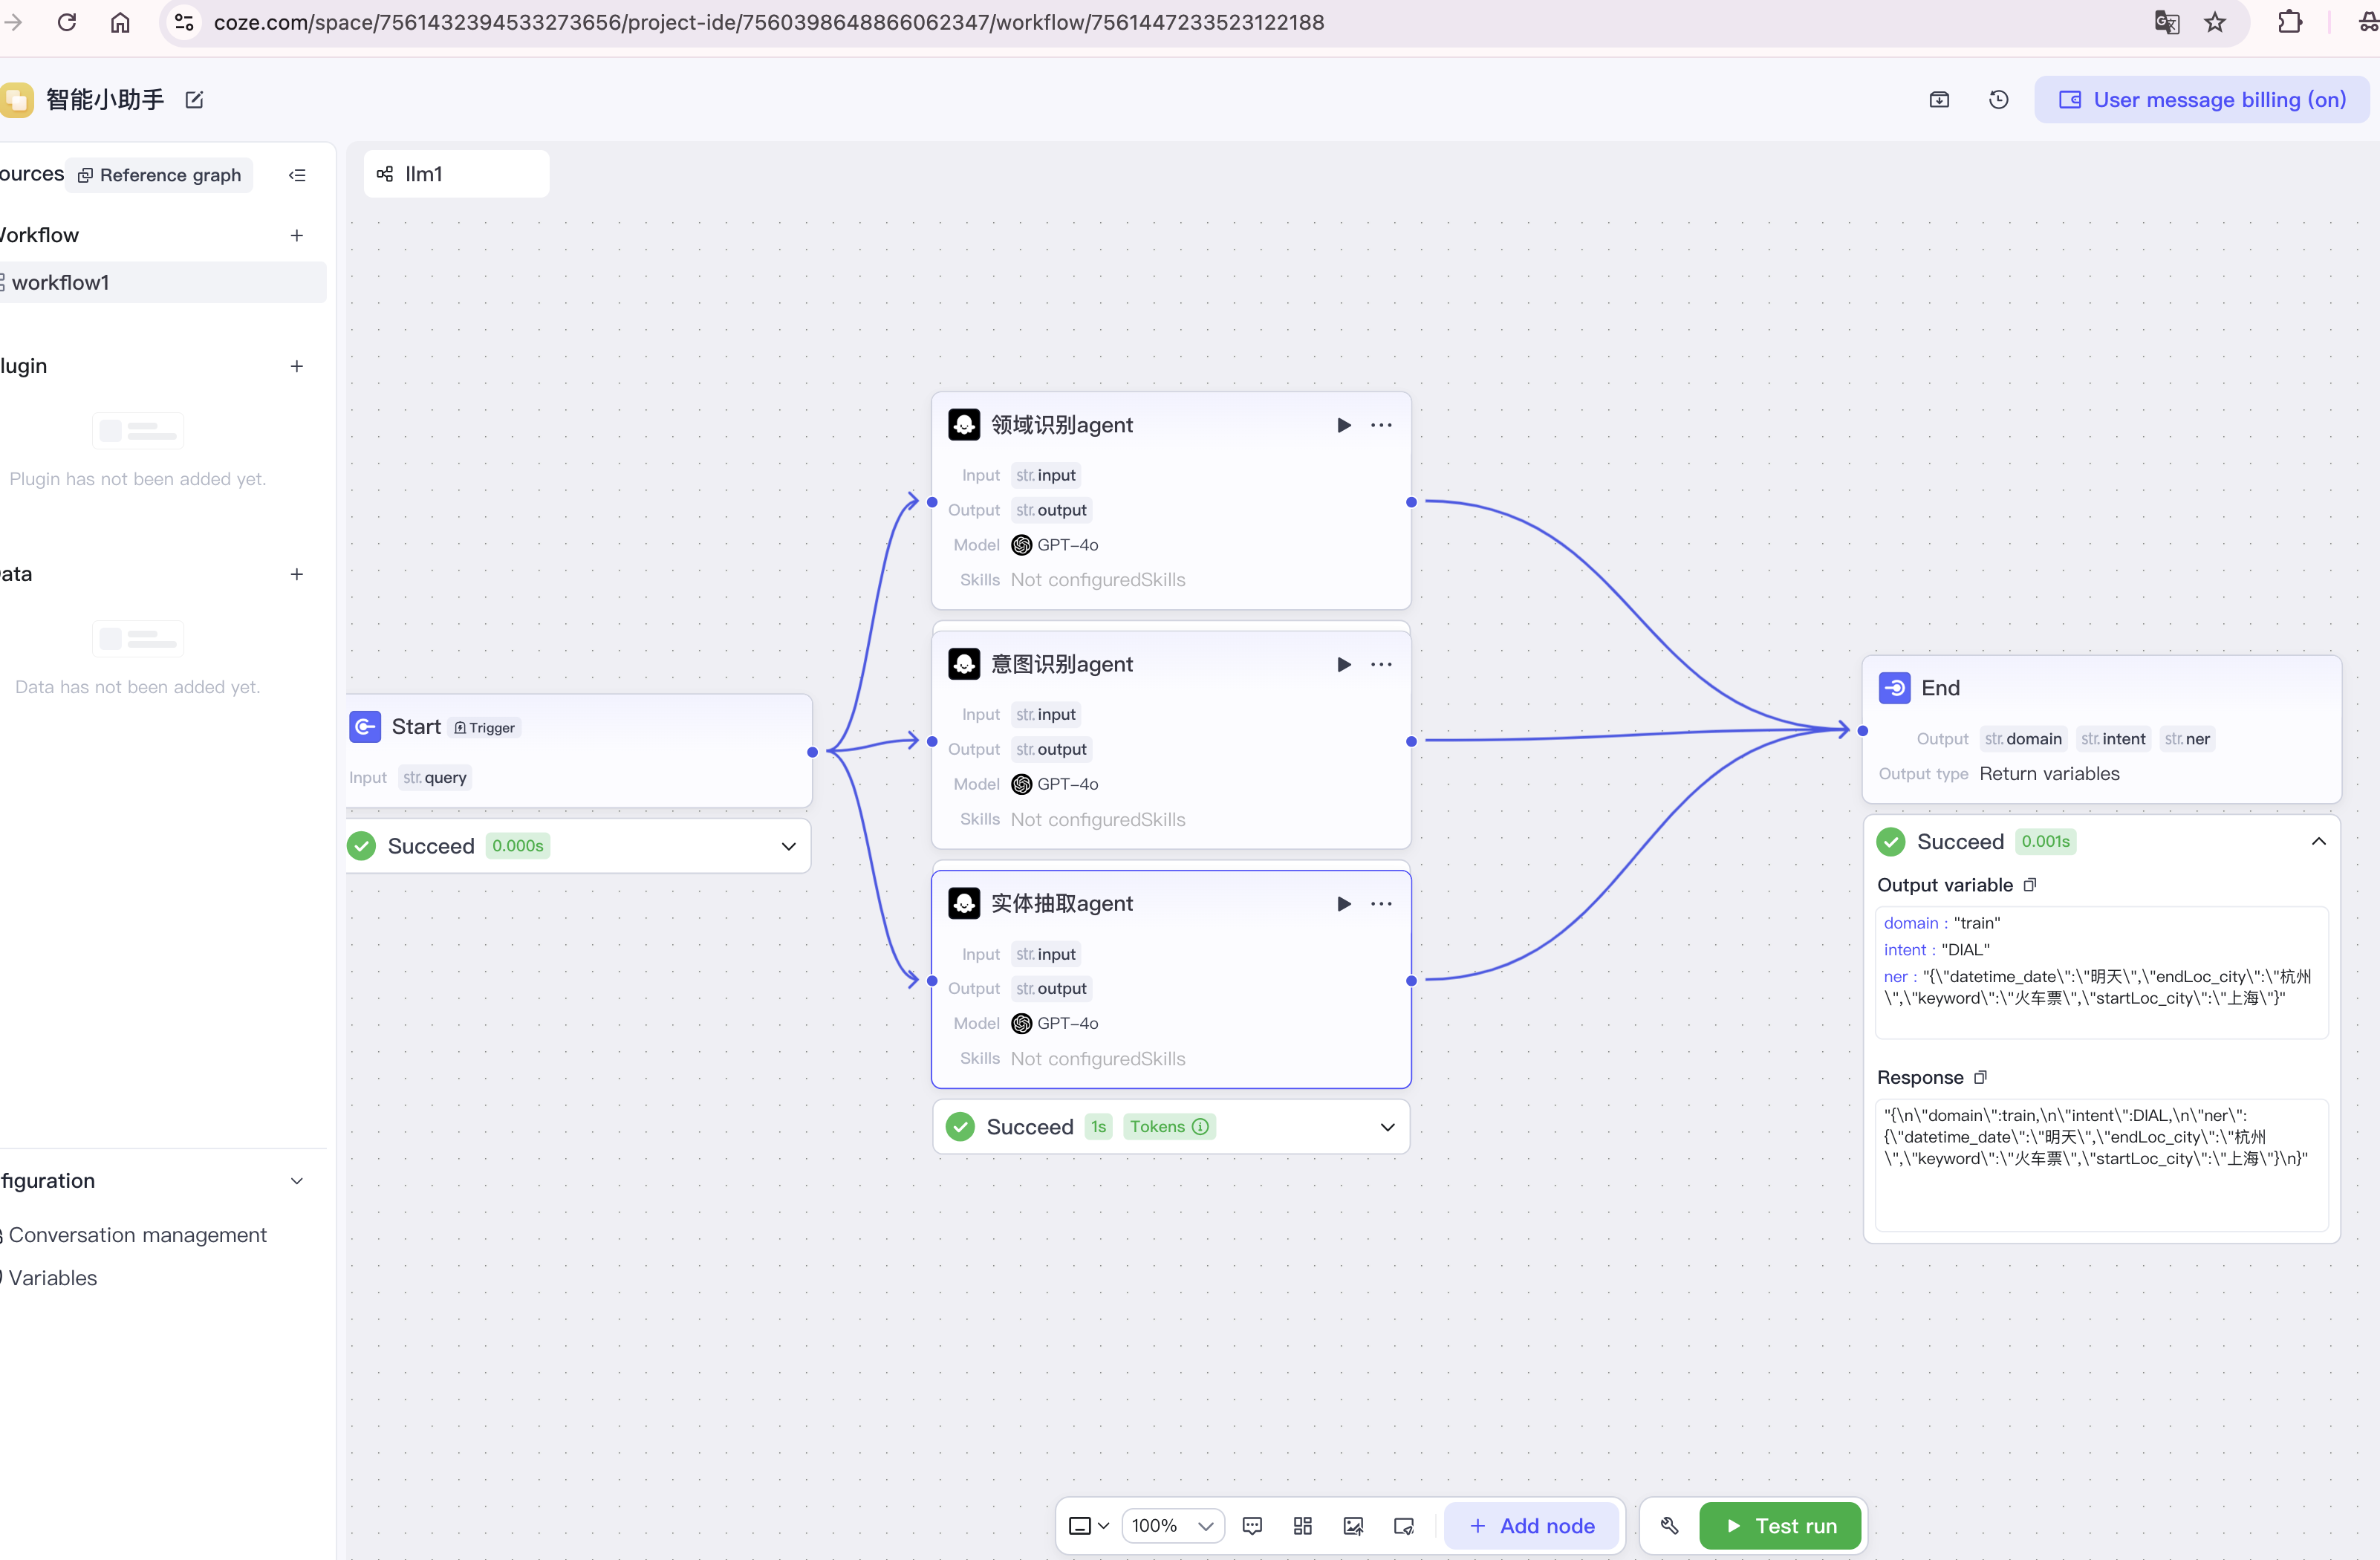 coze.com/space/7561432394533273656/project-ide/7560398648866062347/workflow/7561447233523122188
智能小助手
User message billing (on)
ources
Reference graph
llm1
orkflow
workflow1
lugin
Plugin has not been added yet.
ata
Data has not been added yet.
figuration
Conversation management
Variables
Start Trigger
Input str. query
Succeed 0.000s
领域识别agent
Input str. input
Output str. output
Model GPT-4o
Skills Not configuredSkills
意图识别agent
Input str. input
Output str. output
Model GPT-4o
Skills Not configuredSkills
实体抽取agent
Input str. input
Output str. output
Model GPT-4o
Skills Not configuredSkills
Succeed 1s Tokens
End
Output str. domain str. intent str. ner
Output type Return variables
Succeed 0.001s
Output variable
domain : "train"
intent : "DIAL"
ner : "{\"datetime_date\":\"明天\",\"endLoc_city\":\"杭州
\",\"keyword\":\"火车票\",\"startLoc_city\":\"上海\"}"
Response
"{\n\"domain\":train,\n\"intent\":DIAL,\n\"ner\":
{\"datetime_date\":\"明天\",\"endLoc_city\":\"杭州
\",\"keyword\":\"火车票\",\"startLoc_city\":\"上海\"}\n}"
100%
Add node
Test run